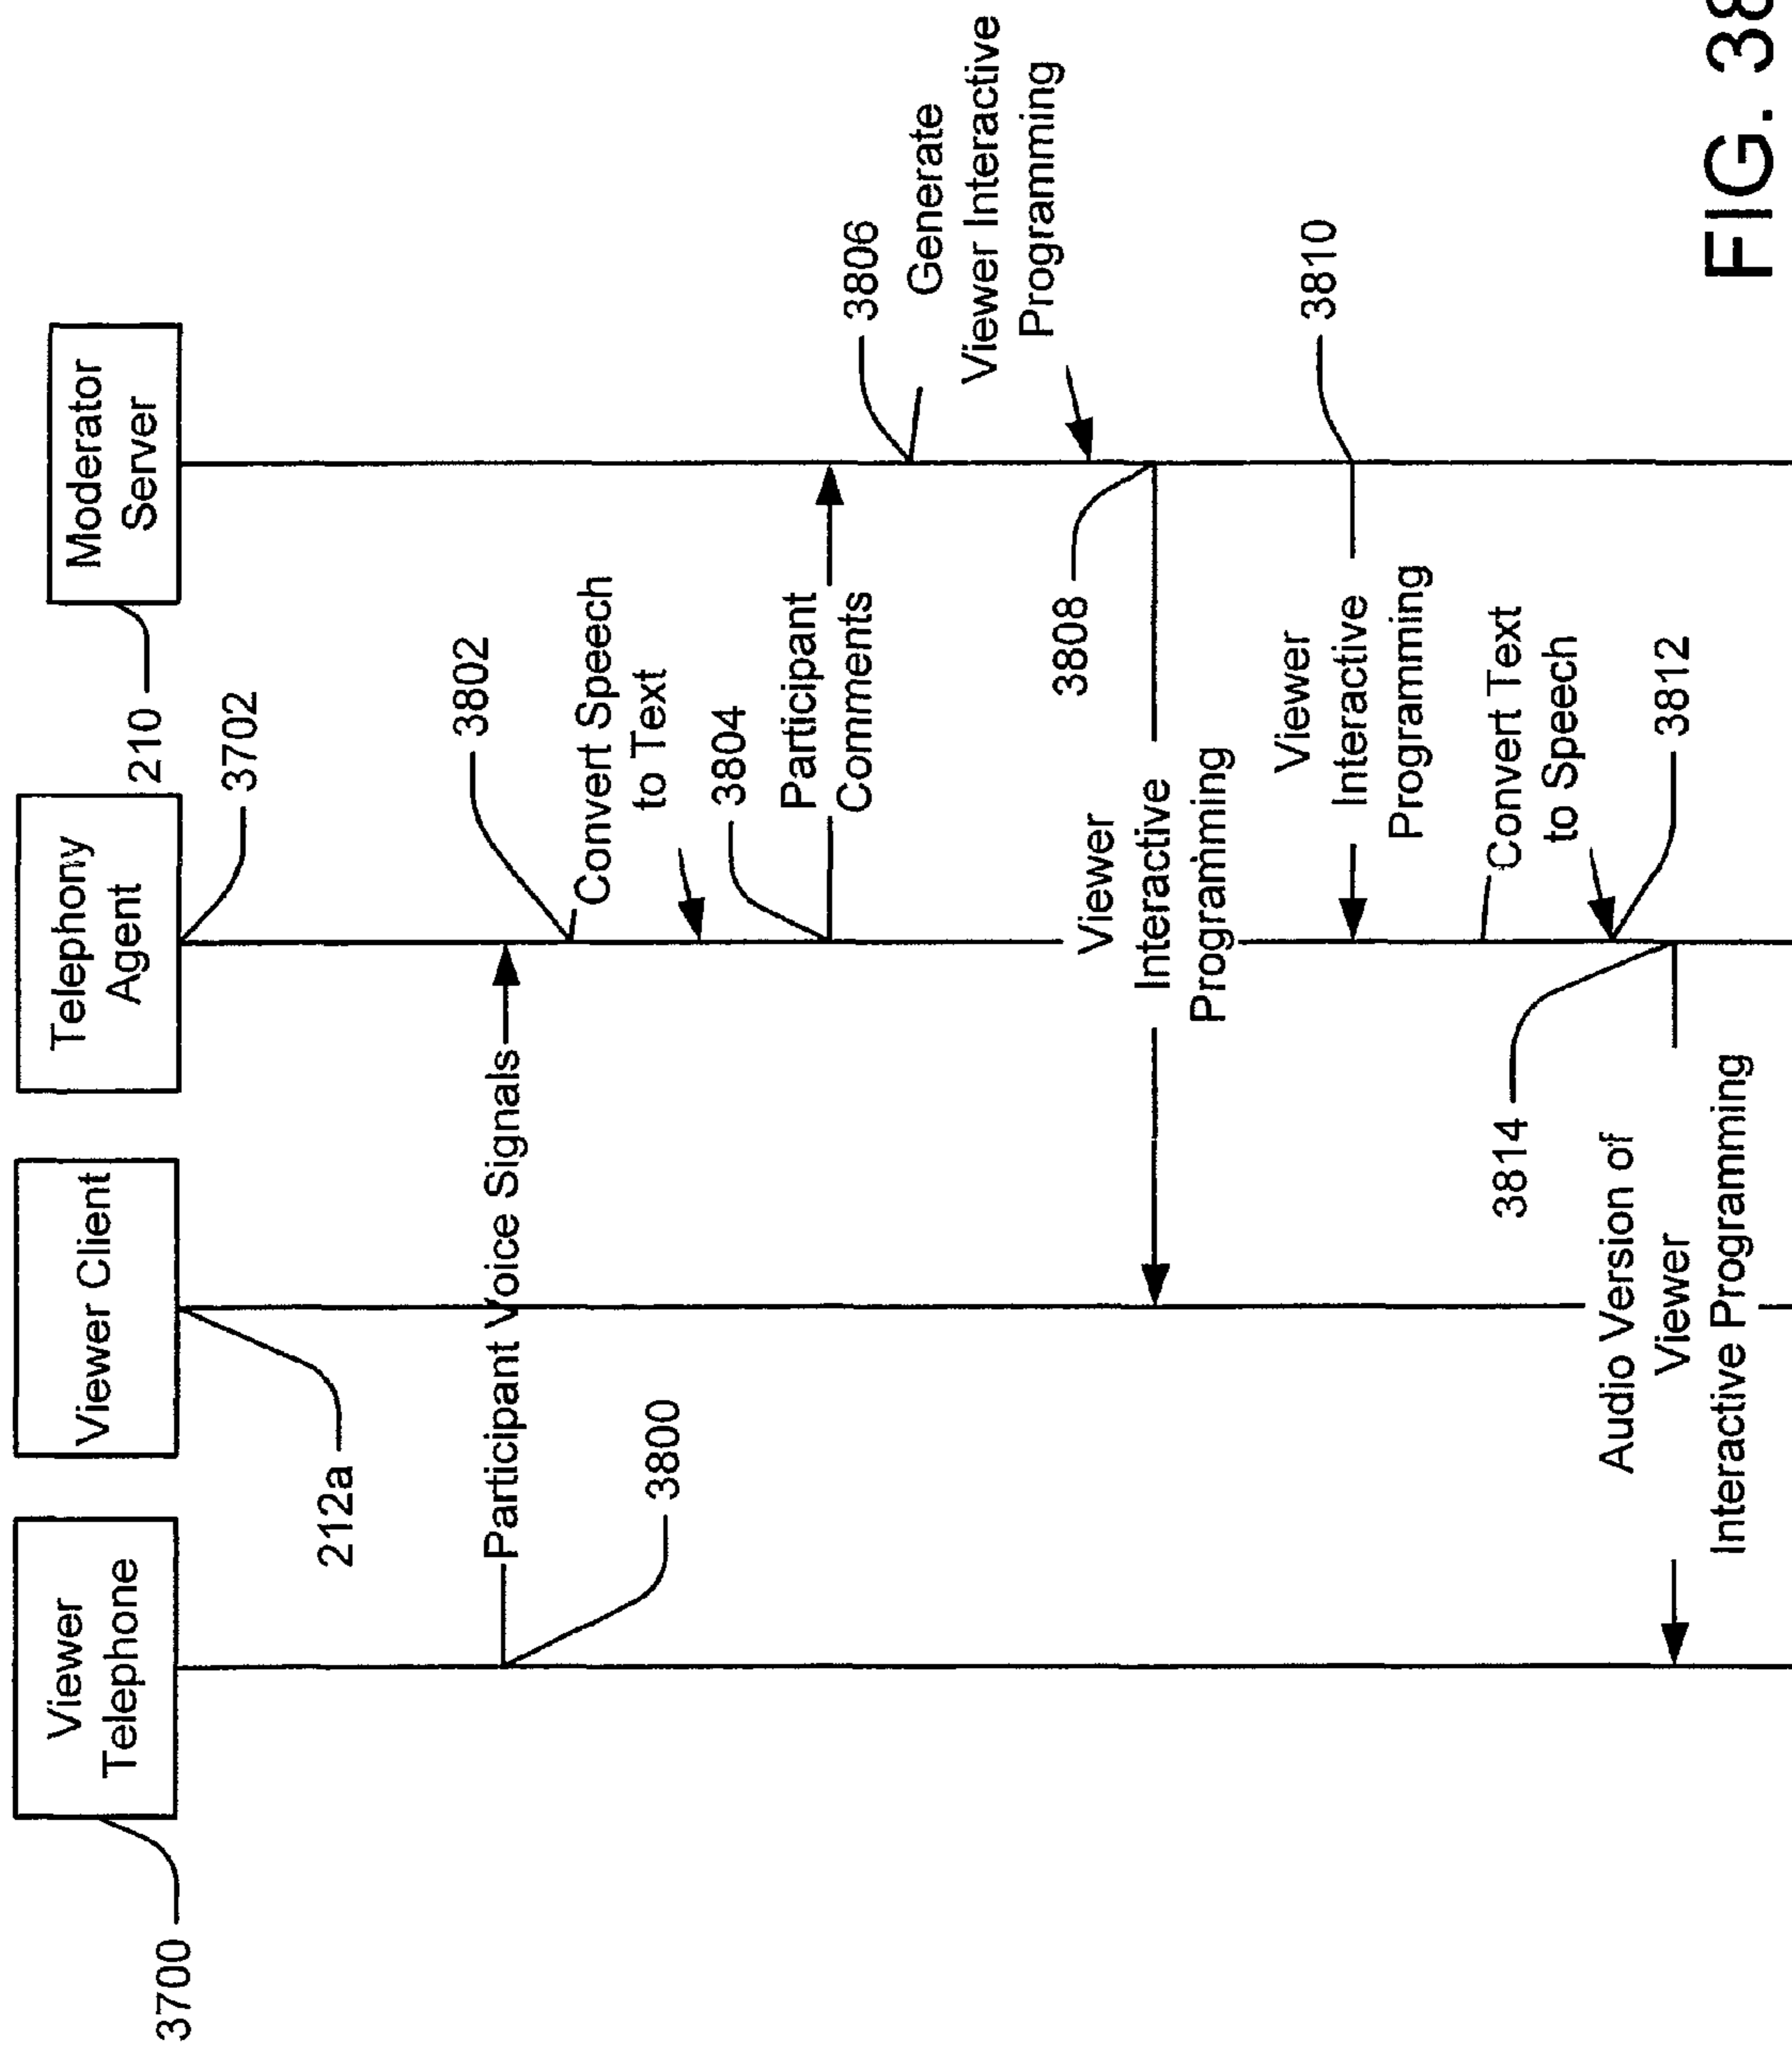 Viewer
Telephone
3700
Viewer Client
212a
Telephony
Agent
3702
Moderator
Server
210
Participant Voice Signals
3800
3802
Convert Speech
to Text
3804
Participant
Comments
3806
Generate
Viewer Interactive
Programming
3808
Viewer
Interactive
Programming
3810
Viewer
Interactive
Programming
Convert Text
to Speech
3812
3814
Audio Version of
Viewer
Interactive Programming
FIG. 38